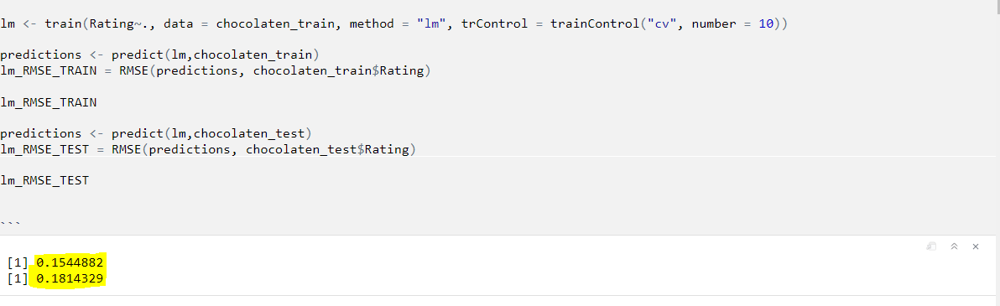 lm <- train(Rating~., data = chocolaten_train, method = "lm", trControl = trainControl("cv", number = 10))
predictions <- predict(lm,chocolaten_train)
lm_RMSE_TRAIN = RMSE(predictions, chocolaten_train$Rating)
lm_RMSE_TRAIN
predictions <- predict(lm,chocolaten_test)
lm_RMSE_TEST = RMSE(predictions, chocolaten_test$Rating)
lm_RMSE_TEST
```
[1] 0.1544882
[1] 0.1814329